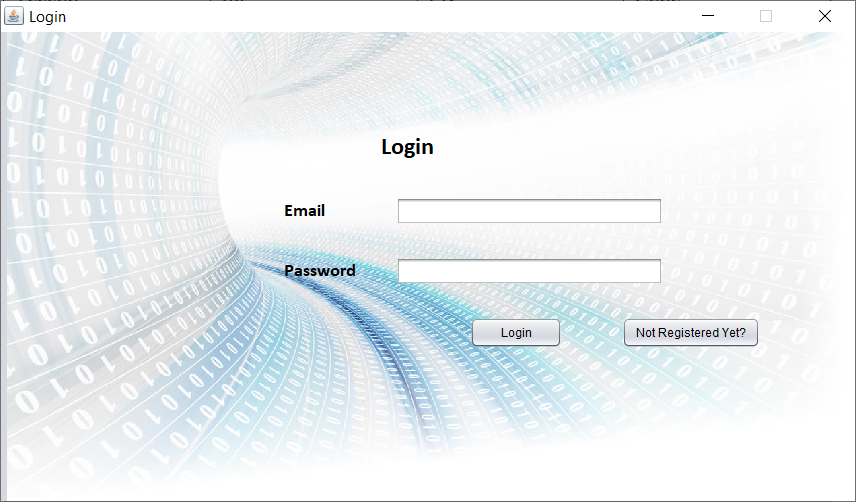 Login
Login
Email
Password
Login
Not Registered Yet?